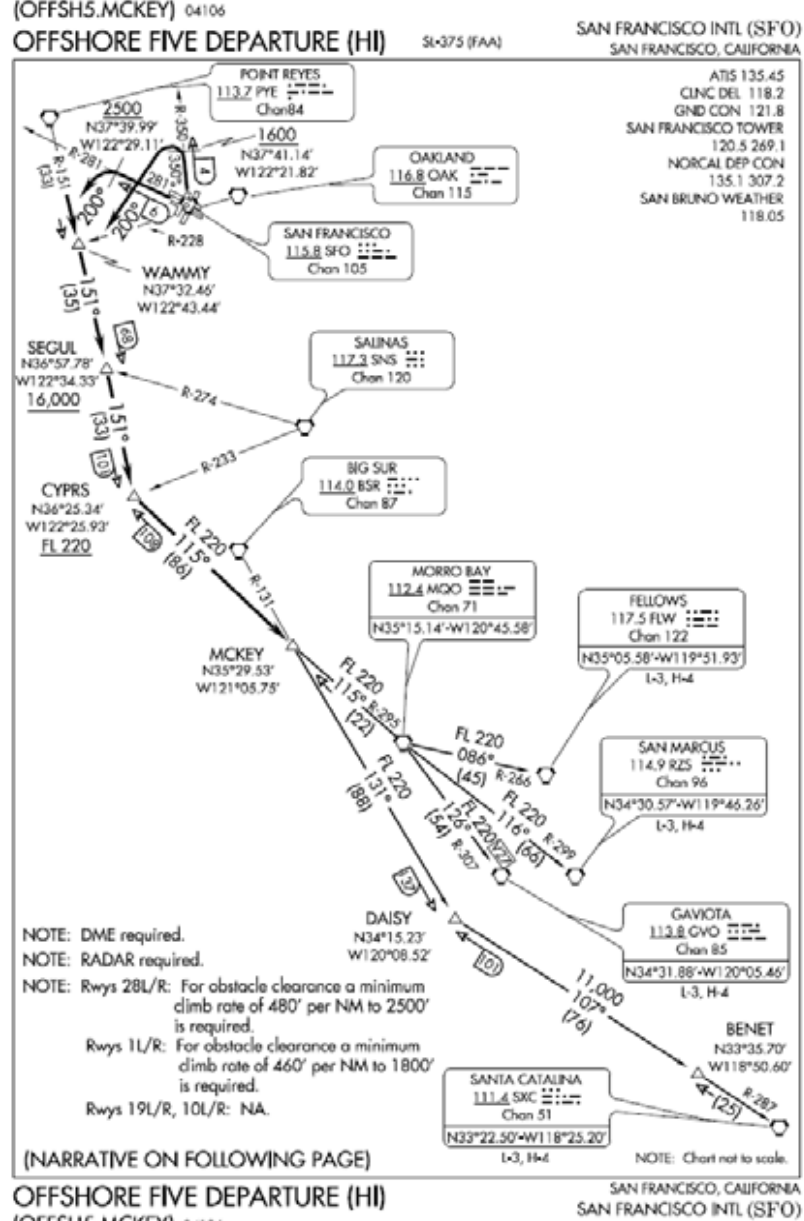 (OFFSH5.MCKEY) 04106
OFFSHORE FIVE DEPARTURE (HI)
SL-375 (FAA)
SAN FRANCISCO INTL (SFO)
SAN FRANCISCO, CALIFORNIA
ATIS 135.45
CLNC DEL 118.2
GND CON 121.8
SAN FRANCISCO TOWER
120.5 269.1
NORCAL DEP CON
135.1 307.2
SAN BRUNO WEATHER
118.05
POINT REYES
113.7 PYE
Chan 84
2500
N37°39.99'
W122°29.11'
R-350
1600
N37°41.14'
W122°21.82'
R-281
R-151
(33)
350°
4
281°
6
200°
200°
R-228
OAKLAND
116.8 OAK
Chan 115
SAN FRANCISCO
115.8 SFO
Chan 105
WAMMY
N37°32.46'
W122°43.44'
151°
(35)
68
SEGUL
N36°57.78'
W122°34.33'
16,000
SALINAS
117.3 SNS
Chan 120
R-274
151°
(33)
101
R-233
CYPRS
N36°25.34'
W122°25.93'
FL 220
108
BIG SUR
114.0 BSR
Chan 87
FL 220
115°
(86)
R-131
MORRO BAY
112.4 MQO
Chan 71
N35°15.14'-W120°45.58'
FELLOWS
117.5 FLW
Chan 122
N35°05.58'-W119°51.93'
L-3, H-4
MCKEY
N35°29.53'
W121°05.75'
FL 220
115°
R-295
(22)
FL 220
086°
(45)
R-266
SAN MARCUS
114.9 RZS
Chan 96
N34°30.57'-W119°46.26'
L-3, H-4
FL 220
131°
(88)
FL 220
126°
(54)
V27
R-307
FL 220
116°
(66)
R-299
137
DAISY
N34°15.23'
W120°08.52'
101
GAVIOTA
113.8 GVO
Chan 85
N34°31.88'-W120°05.46'
L-3, H-4
11,000
107°
(76)
BENET
N33°35.70'
W118°50.60'
R-287
(25)
SANTA CATALINA
111.4 SXC
Chan 51
N33°22.50'-W118°25.20'
L-3, H-4
NOTE: DME required.
NOTE: RADAR required.
NOTE: Rwys 28L/R: For obstacle clearance a minimum
climb rate of 480' per NM to 2500'
is required.
Rwys 1L/R: For obstacle clearance a minimum
climb rate of 460' per NM to 1800'
is required.
Rwys 19L/R, 10L/R: NA.
(NARRATIVE ON FOLLOWING PAGE)
NOTE: Chart not to scale.
OFFSHORE FIVE DEPARTURE (HI)
SAN FRANCISCO, CALIFORNIA
SAN FRANCISCO INTL (SFO)